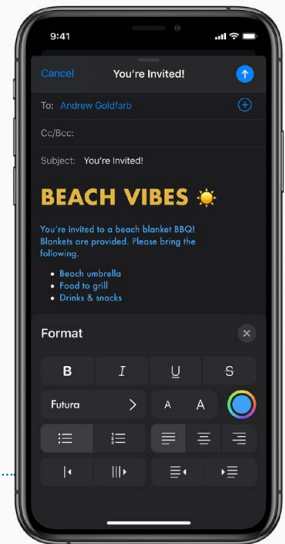 9:41
Cancel You're Invited!
To: Andrew Goldfarb
Cc/Bcc:
Subject: You're Invited!
BEACH VIBES ☀️
You're invited to a beach blanket BBQ!
Blankets are provided. Please bring the
following.
• Beach umbrella
• Food to grill
• Drinks & snacks
Format
B I U S
Futura A A